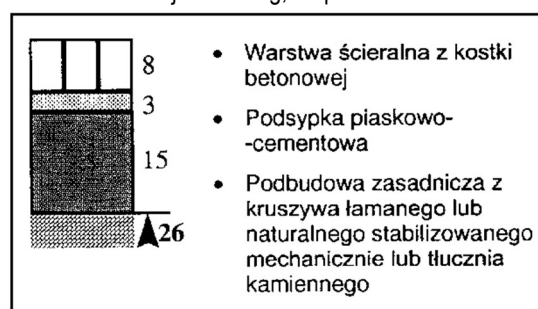 8
3
15
26
• Warstwa ścieralna z kostki
betonowej
• Podsypka piaskowo-
-cementowa
• Podbudowa zasadnicza z
kruszywa łamanego lub
naturalnego stabilizowanego
mechanicznie lub tłucznia
kamiennego